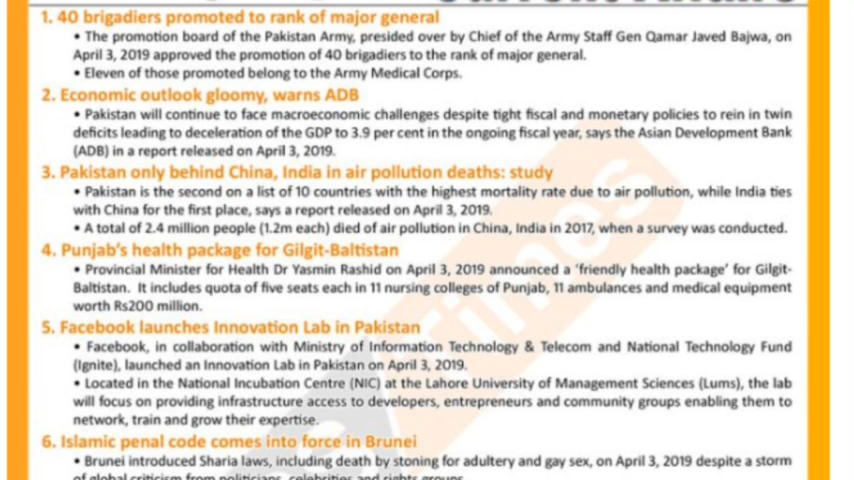 1. 40 brigadiers promoted to rank of major general
• The promotion board of the Pakistan Army, presided over by Chief of the Army Staff Gen Qamar Javed Bajwa, on
April 3, 2019 approved the promotion of 40 brigadiers to the rank of major general.
• Eleven of those promoted belong to the Army Medical Corps.
2. Economic outlook gloomy, warns ADB
• Pakistan will continue to face macroeconomic challenges despite tight fiscal and monetary policies to rein in twin
deficits leading to deceleration of the GDP to 3.9 per cent in the ongoing fiscal year, says the Asian Development Bank
(ADB) in a report released on April 3, 2019.
3. Pakistan only behind China, India in air pollution deaths: study
• Pakistan is the second on a list of 10 countries with the highest mortality rate due to air pollution, while India ties
with China for the first place, says a report released on April 3, 2019.
• A total of 2.4 million people (1.2m each) died of air pollution in China, India in 2017, when a survey was conducted.
4. Punjab's health package for Gilgit-Baltistan
• Provincial Minister for Health Dr Yasmin Rashid on April 3, 2019 announced a 'friendly health package' for Gilgit-
Baltistan. It includes quota of five seats each in 11 nursing colleges of Punjab, 11 ambulances and medical equipment
worth Rs200 million.
5. Facebook launches Innovation Lab in Pakistan
• Facebook, in collaboration with Ministry of Information Technology & Telecom and National Technology Fund
(Ignite), launched an Innovation Lab in Pakistan on April 3, 2019.
• Located in the National Incubation Centre (NIC) at the Lahore University of Management Sciences (Lums), the lab
will focus on providing infrastructure access to developers, entrepreneurs and community groups enabling them to
network, train and grow their expertise.
6. Islamic penal code comes into force in Brunei
• Brunei introduced Sharia laws, including death by stoning for adultery and gay sex, on April 3, 2019 despite a storm
of global criticism from politicians, celebrities and rights groups.
Times